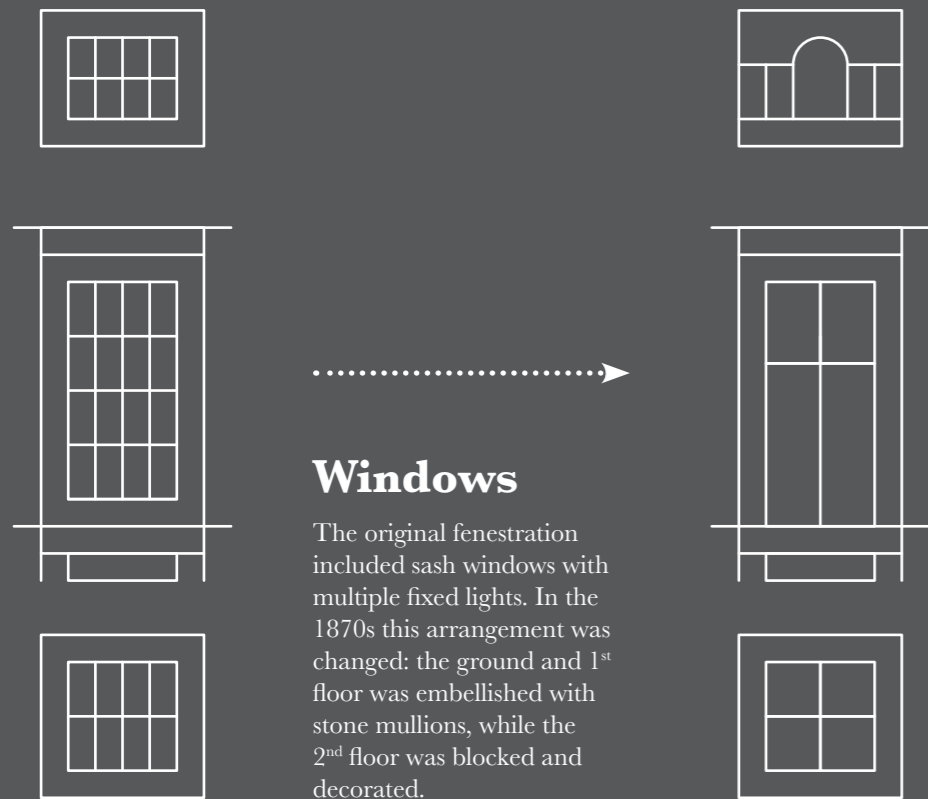 Windows
The original fenestration
included sash windows with
multiple fixed lights. In the
1870s this arrangement was
changed: the ground and 1st
floor was embellished with
stone mullions, while the
2nd floor was blocked and
decorated.